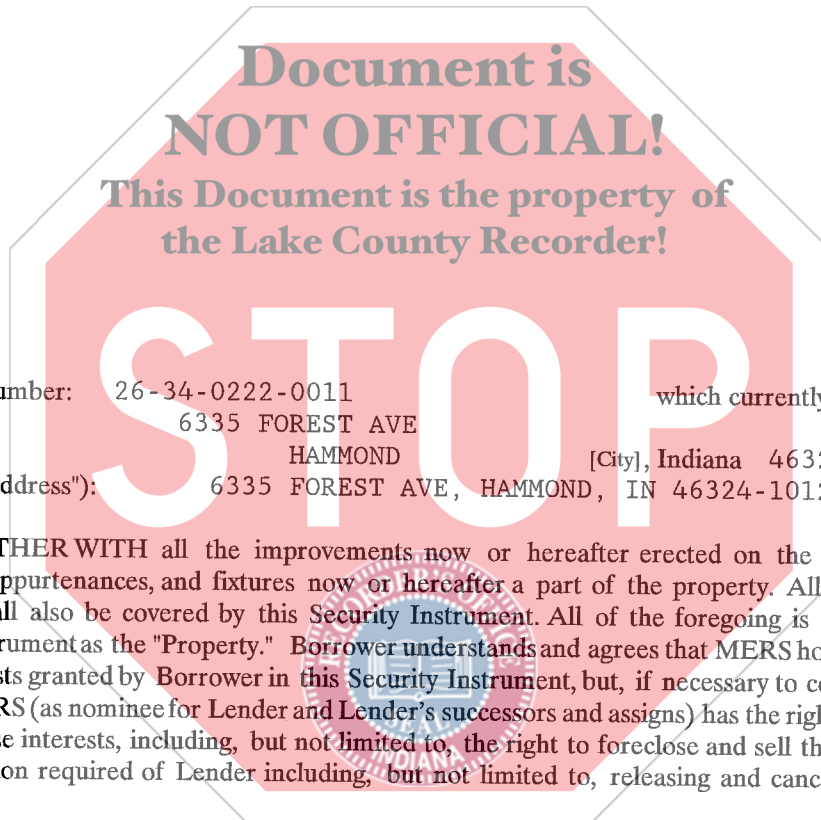 Document is
NOT OFFICIAL!
This Document is the property of
the Lake County Recorder!
STOP
umber: 26-34-0222-0011 which currently
6335 FOREST AVE
HAMMOND [City], Indiana 4632
ddress"): 6335 FOREST AVE, HAMMOND, IN 46324-1012
THER WITH all the improvements now or hereafter erected on the
ppurtenances, and fixtures now or hereafter a part of the property. All
all also be covered by this Security Instrument. All of the foregoing is
rument as the "Property." Borrower understands and agrees that MERS ho
sts granted by Borrower in this Security Instrument, but, if necessary to co
RS (as nominee for Lender and Lender's successors and assigns) has the righ
se interests, including, but not limited to, the right to foreclose and sell th
on required of Lender including, but not limited to, releasing and canc
INDIANA